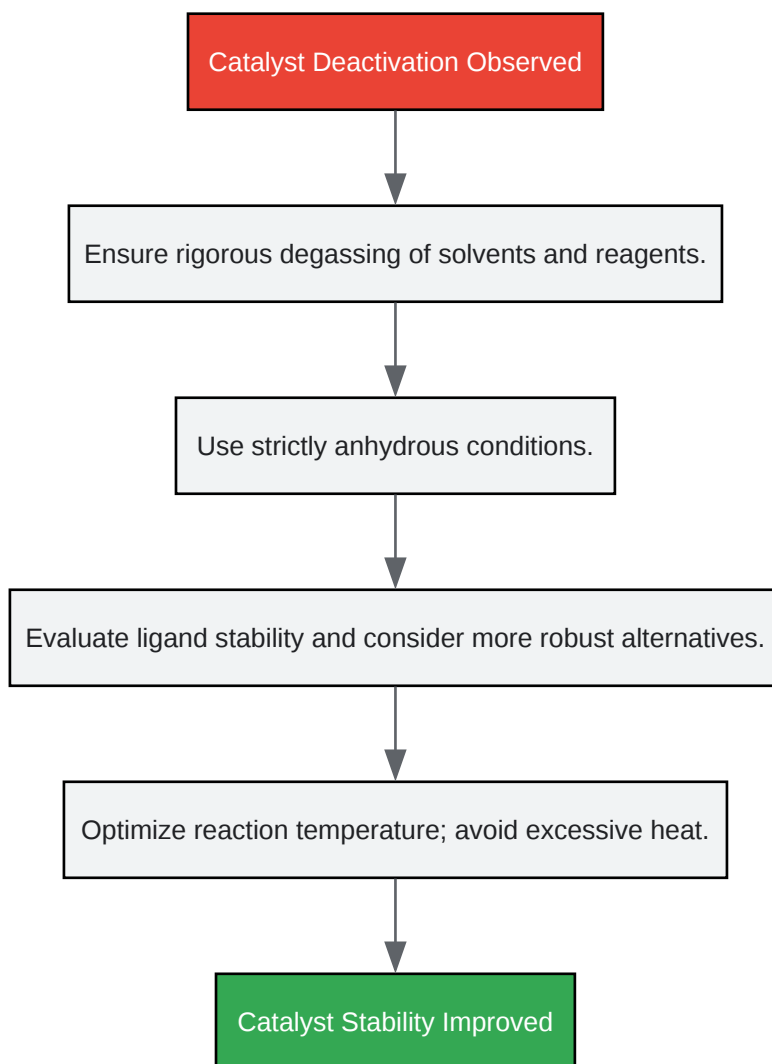 Catalyst Deactivation Observed
Ensure rigorous degassing of solvents and reagents.
Use strictly anhydrous conditions.
Evaluate ligand stability and consider more robust alternatives.
Optimize reaction temperature; avoid excessive heat.
Catalyst Stability Improved